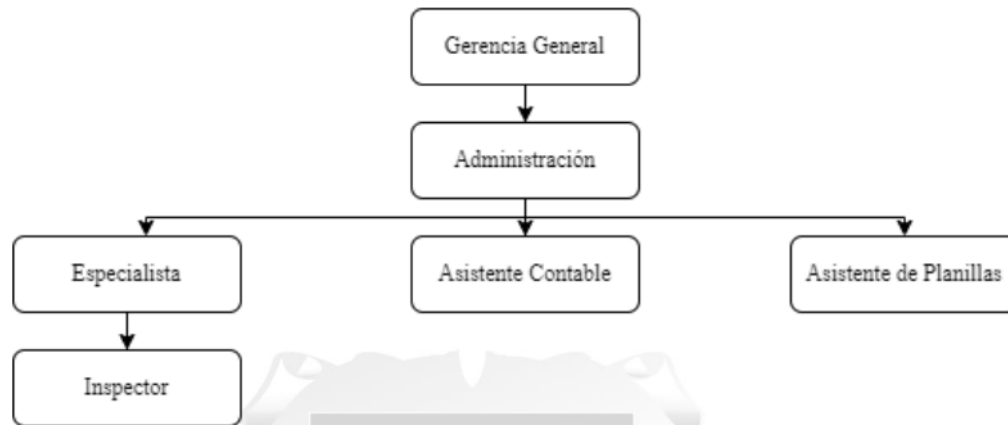 Gerencia General
Administración
Especialista
Asistente Contable
Asistente de Planillas
Inspector